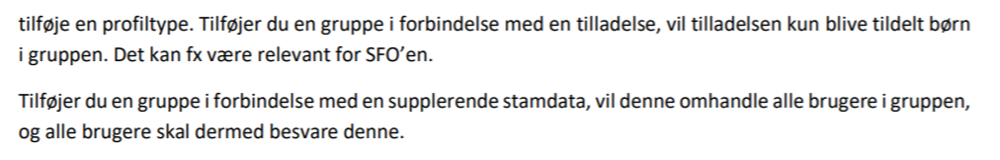 tilføje en profiltype. Tilføjer du en gruppe i forbindelse med en tilladelse, vil tilladelsen kun blive tildelt børn
i gruppen. Det kan fx være relevant for SFO’en.
Tilføjer du en gruppe i forbindelse med en supplerende stamdata, vil denne omhandle alle brugere i gruppen,
og alle brugere skal dermed besvare denne.